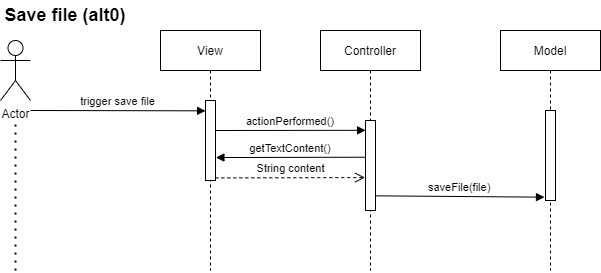 Save file (alt0)
View
Controller
Model
Actor
trigger save file
actionPerformed()
getTextContent()
String content
saveFile(file)